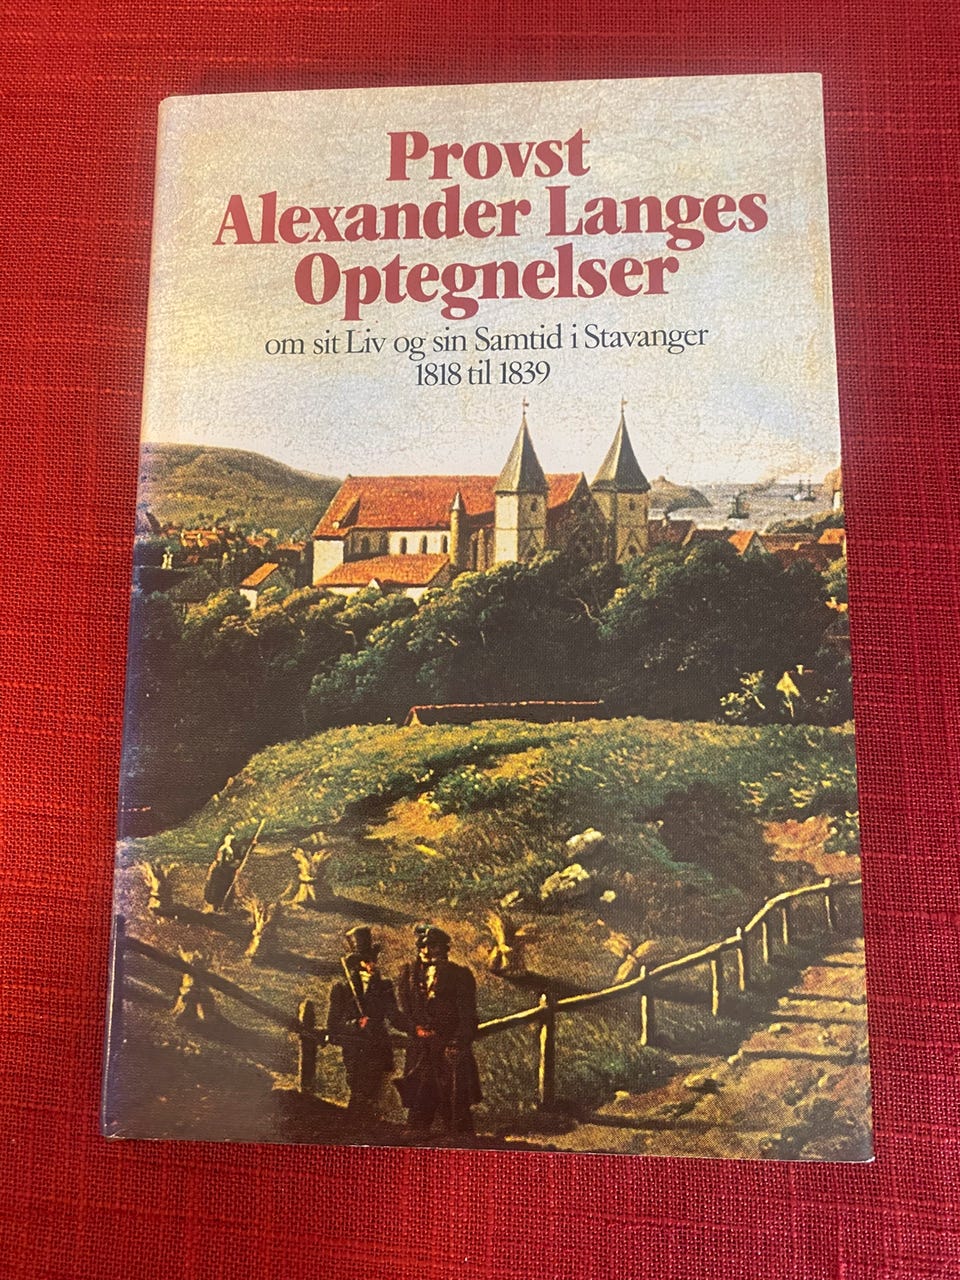 Provst
Alexander Langes
Optegnelser
om sit Liv og sin Samtid i Stavanger
1818 til 1839